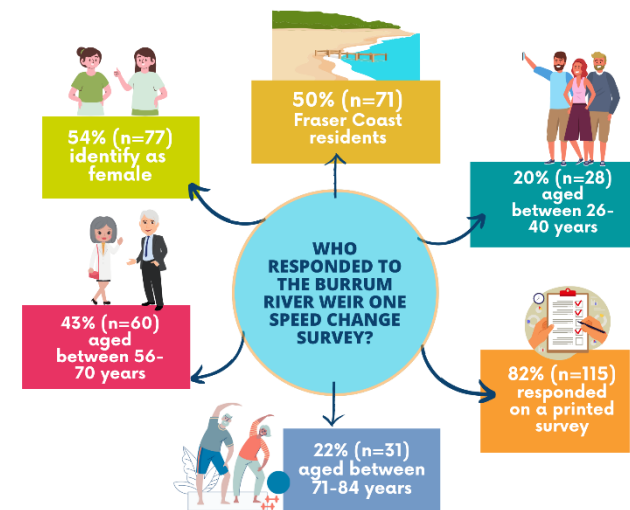 50% (n=71)
Fraser Coast
residents
54% (n=77)
identify as
female
20% (n=28)
aged
between 26-
40 years
WHO
RESPONDED TO
THE BURRUM
RIVER WEIR ONE
SPEED CHANGE
SURVEY?
43% (n=60)
aged
between 56-
70 years
82% (n=115)
responded
on a printed
survey
22% (n=31)
aged between
71-84 years